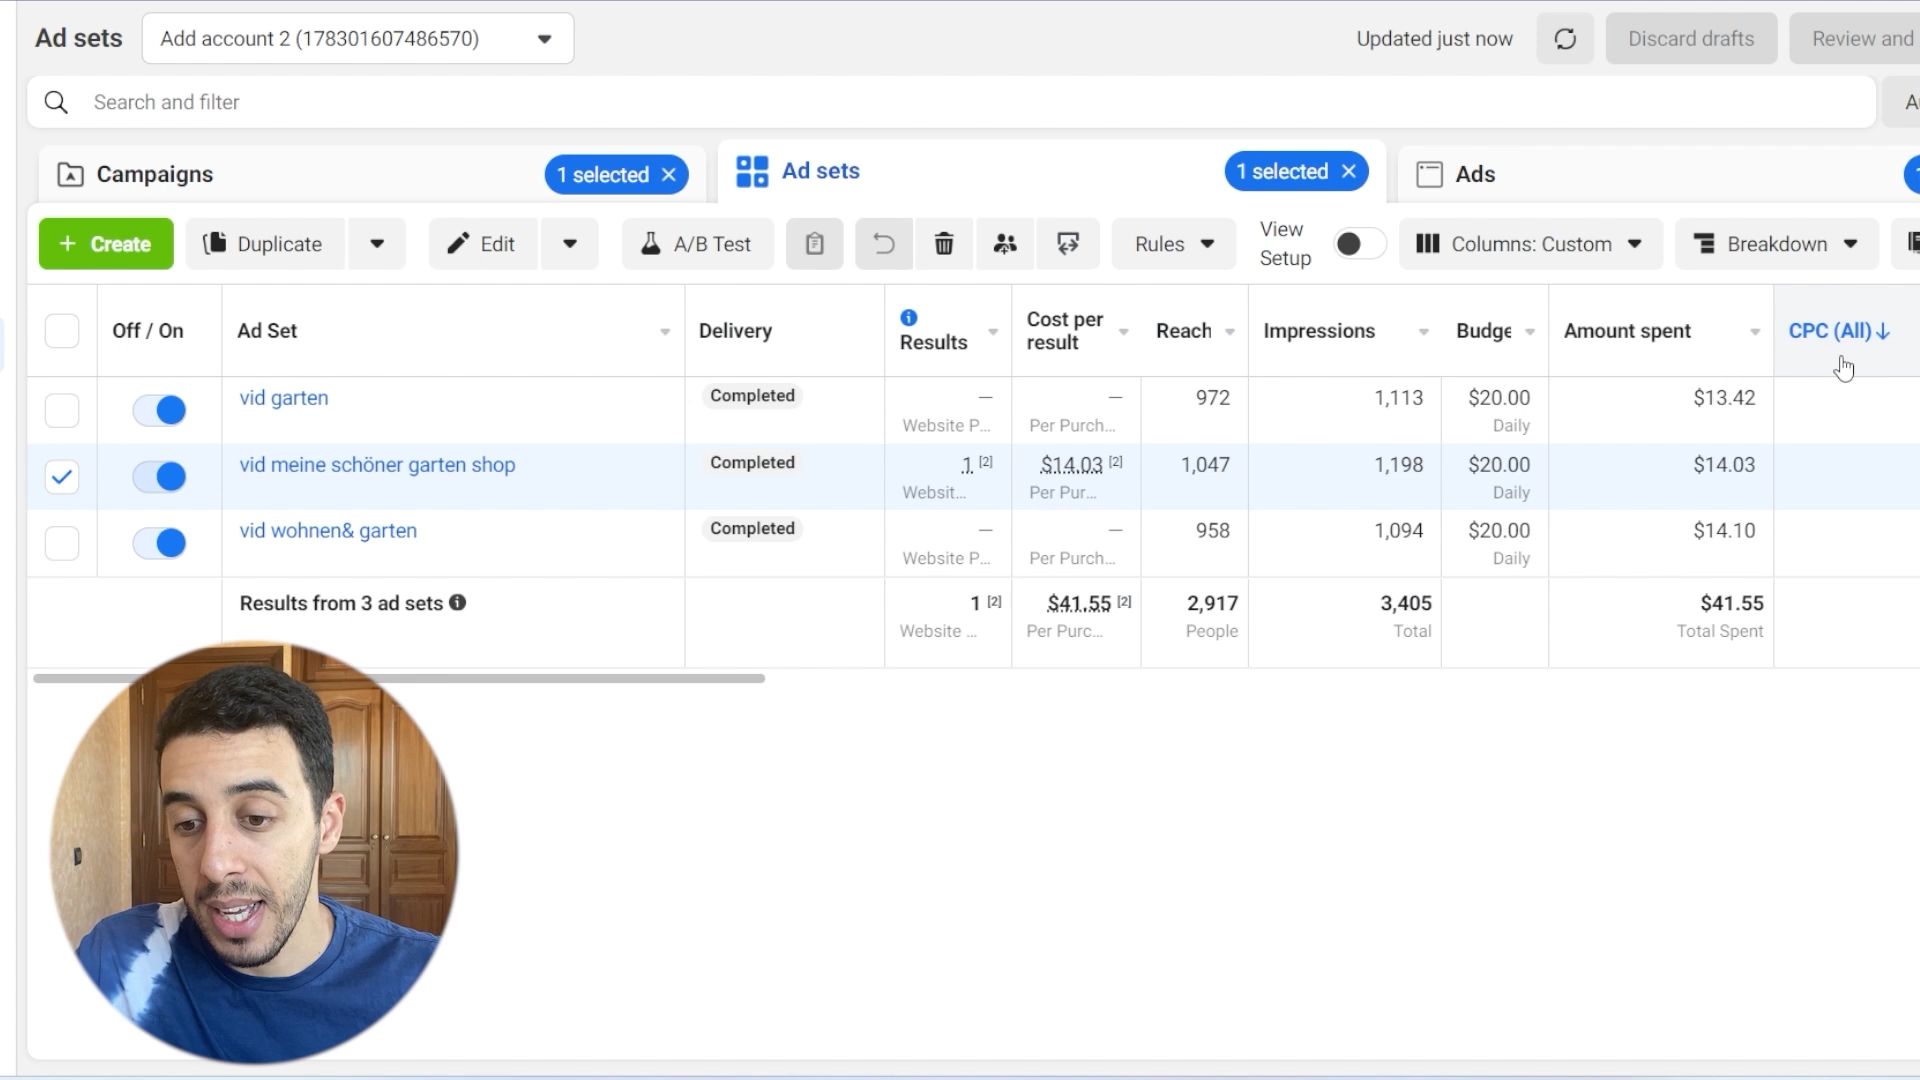 Ad sets
Add account 2 (178301607486570)
Updated just now
Discard drafts
Review and
Search and filter
Campaigns
1 selected
Ad sets
1 selected
Ads
+ Create
Duplicate
Edit
A/B Test
Rules
View
Setup
Columns: Custom
Breakdown
Off / On
Ad Set
Delivery
Results
Cost per
result
Reach
Impressions
Budge
Amount spent
CPC (All)
vid garten
Completed
—
Website P...
—
Per Purch...
972
1,113
$20.00
Daily
$13.42
vid meine schöner garten shop
Completed
1 [2]
Websit...
$14.03 [2]
Per Pur...
1,047
1,198
$20.00
Daily
$14.03
vid wohnen& garten
Completed
—
Website P...
—
Per Purch...
958
1,094
$20.00
Daily
$14.10
Results from 3 ad sets
1 [2]
Website ...
$41.55 [2]
Per Purc...
2,917
People
3,405
Total
$41.55
Total Spent